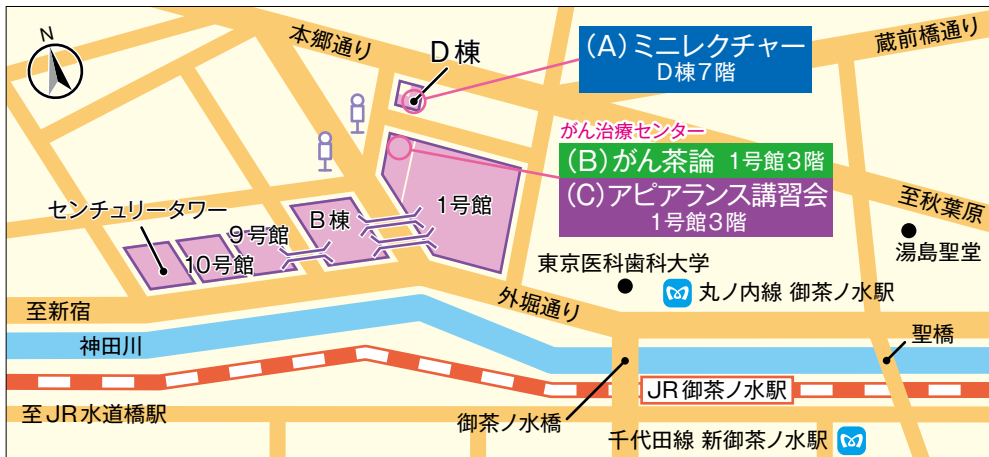 N
本郷通り
D棟
(A)ミニレクチャー
D棟7階
蔵前橋通り
がん治療センター
(B)がん茶論 1号館3階
(C)アピアランス講習会
1号館3階
至秋葉原
湯島聖堂
センチュリータワー
9号館
10号館
B棟
1号館
東京医科歯科大学
丸ノ内線 御茶ノ水駅
外堀通り
至新宿
神田川
聖橋
JR御茶ノ水駅
至JR水道橋駅
御茶ノ水橋
千代田線 新御茶ノ水駅